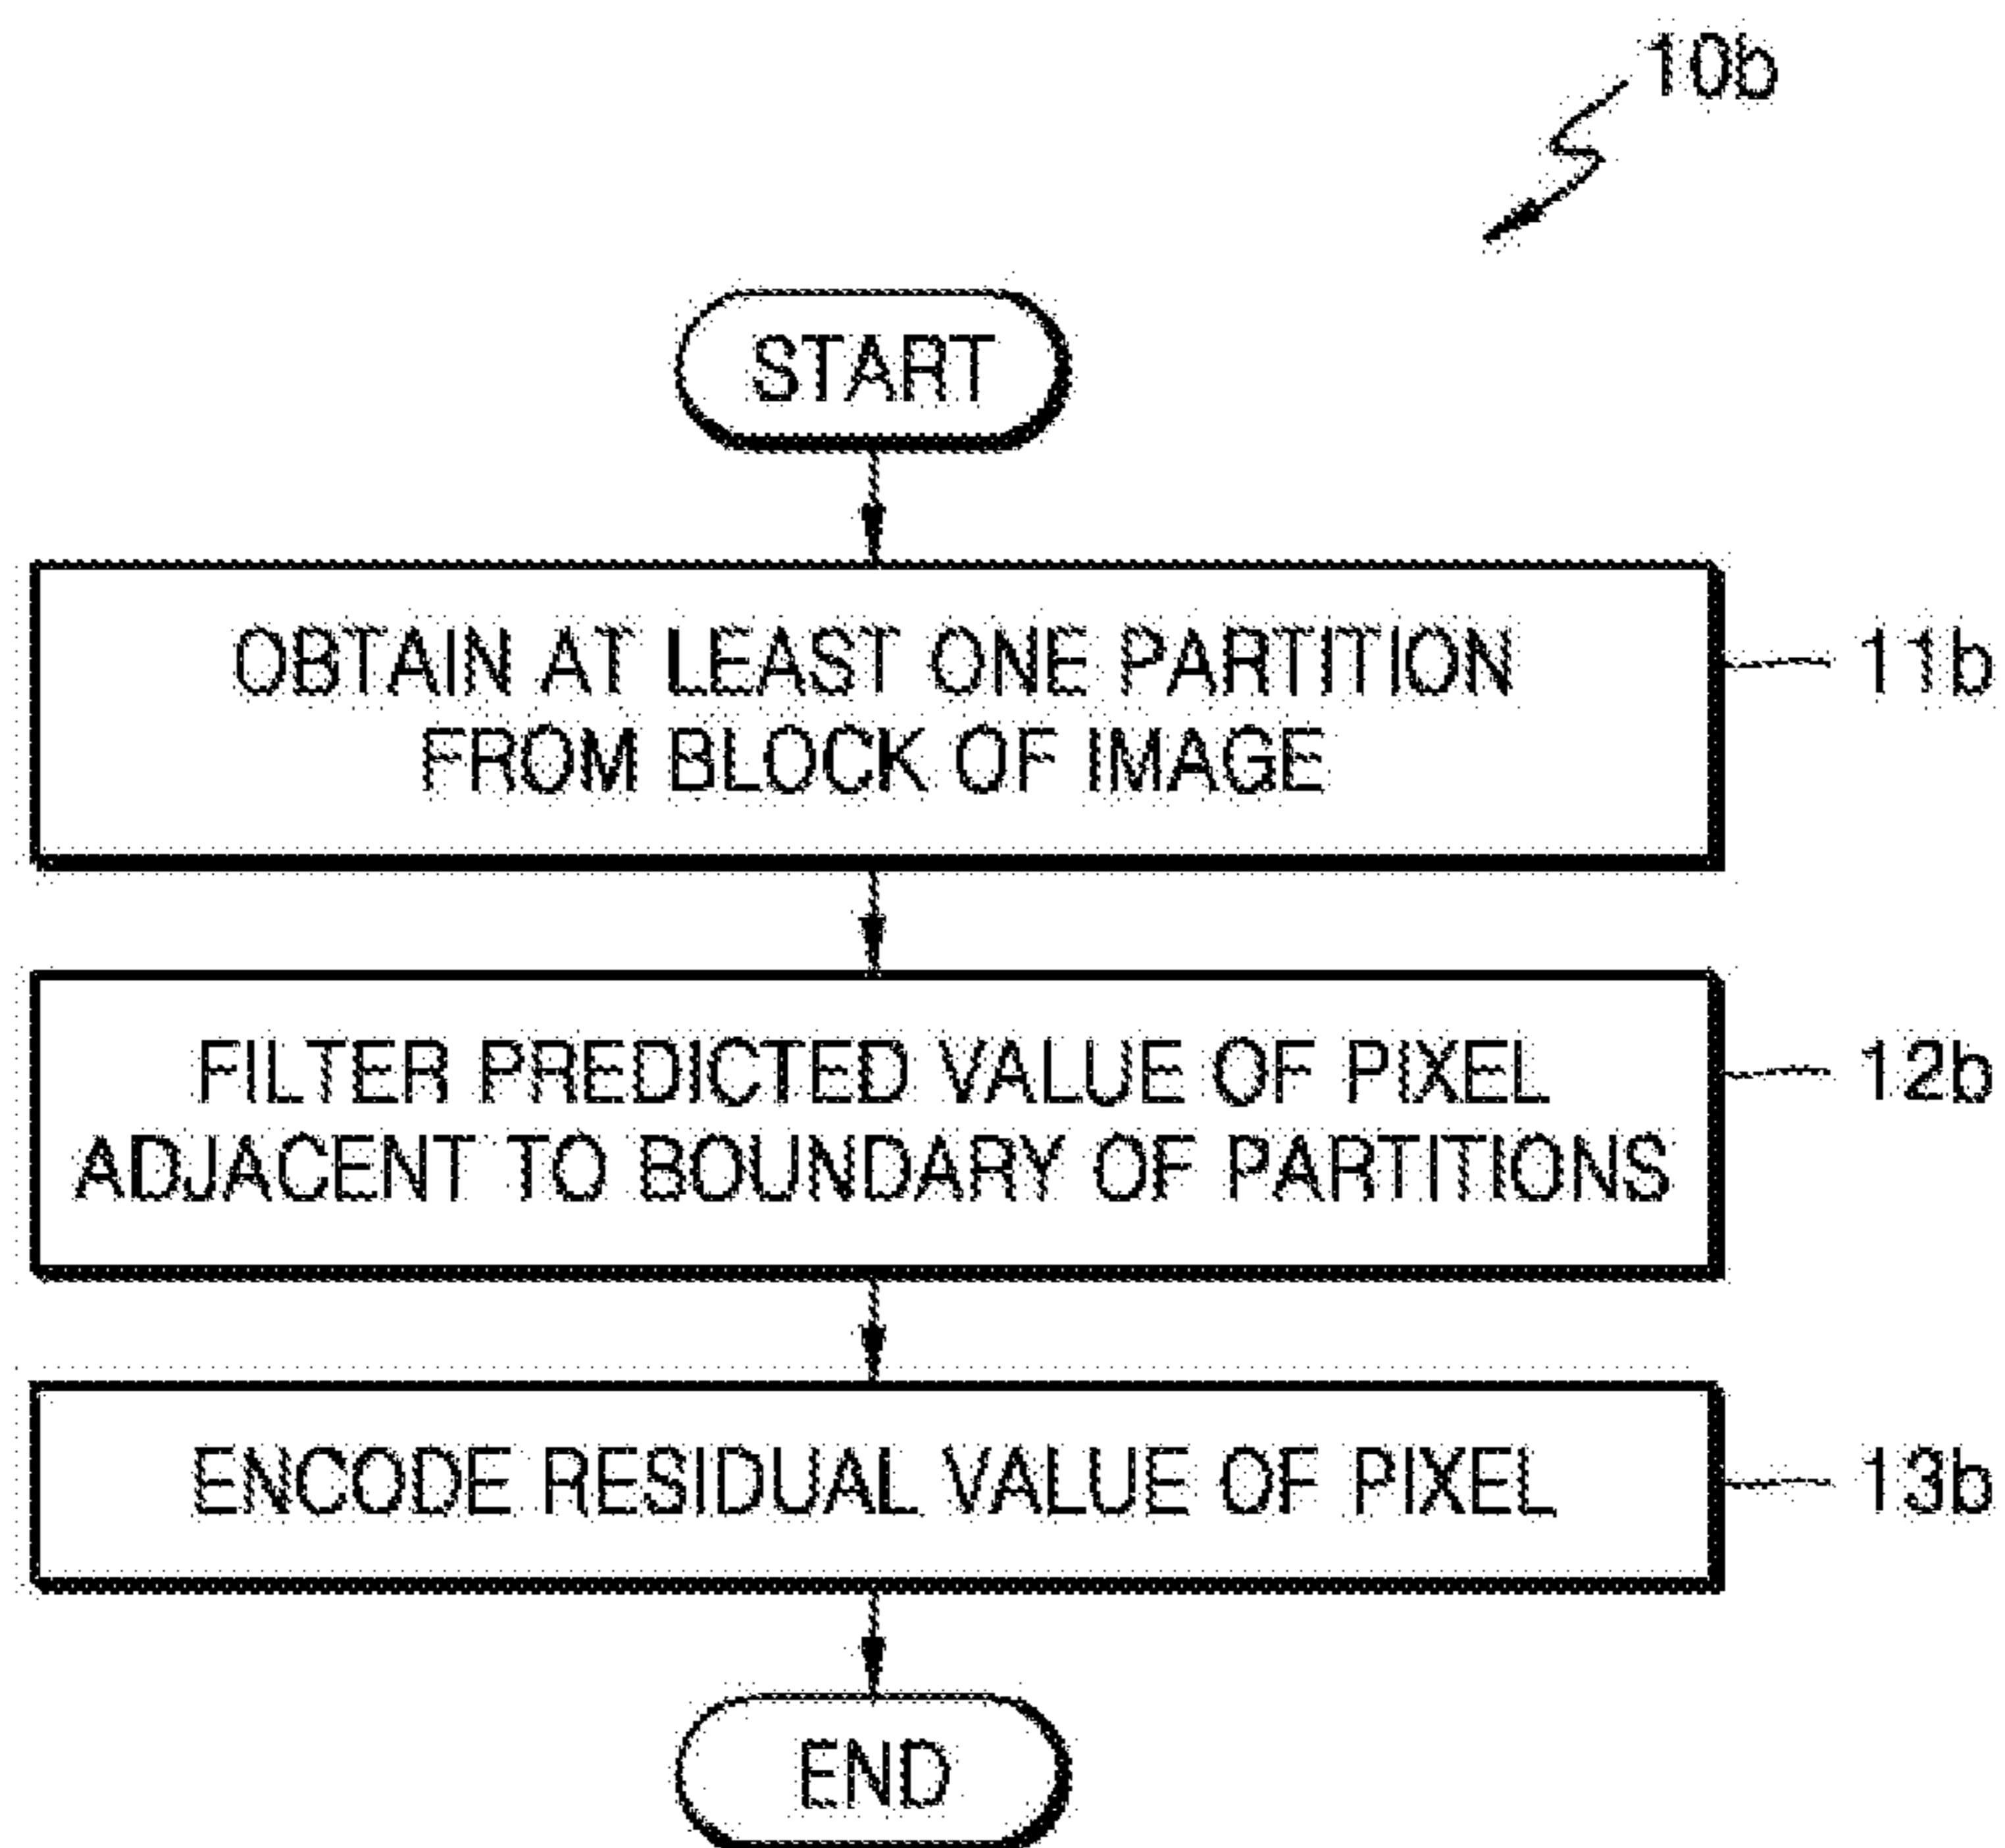 10b
START
OBTAIN AT LEAST ONE PARTITION
FROM BLOCK OF IMAGE
11b
FILTER PREDICTED VALUE OF PIXEL
ADJACENT TO BOUNDARY OF PARTITIONS
12b
ENCODE RESIDUAL VALUE OF PIXEL
13b
END